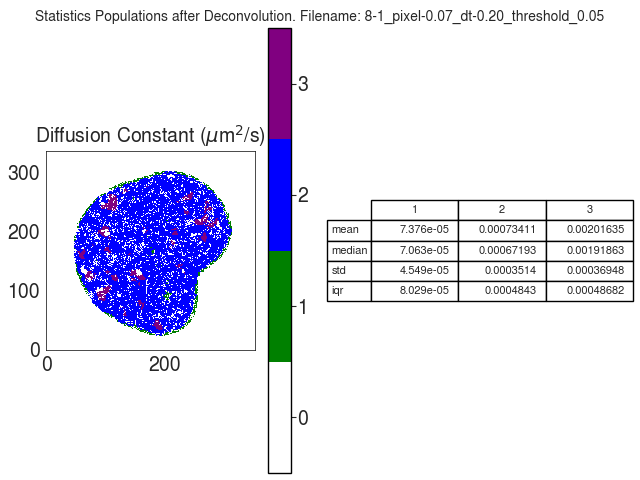 Statistics Populations after Deconvolution. Filename: 8-1_pixel-0.07_dt-0.20_threshold_0.05
Diffusion Constant (μm²/s)
300
200
100
0
0 200
3
2
1
0
1 2 3
mean 7.376e-05 0.00073411 0.00201635
median 7.063e-05 0.00067193 0.00191863
std 4.549e-05 0.0003514 0.00036948
iqr 8.029e-05 0.0004843 0.00048682